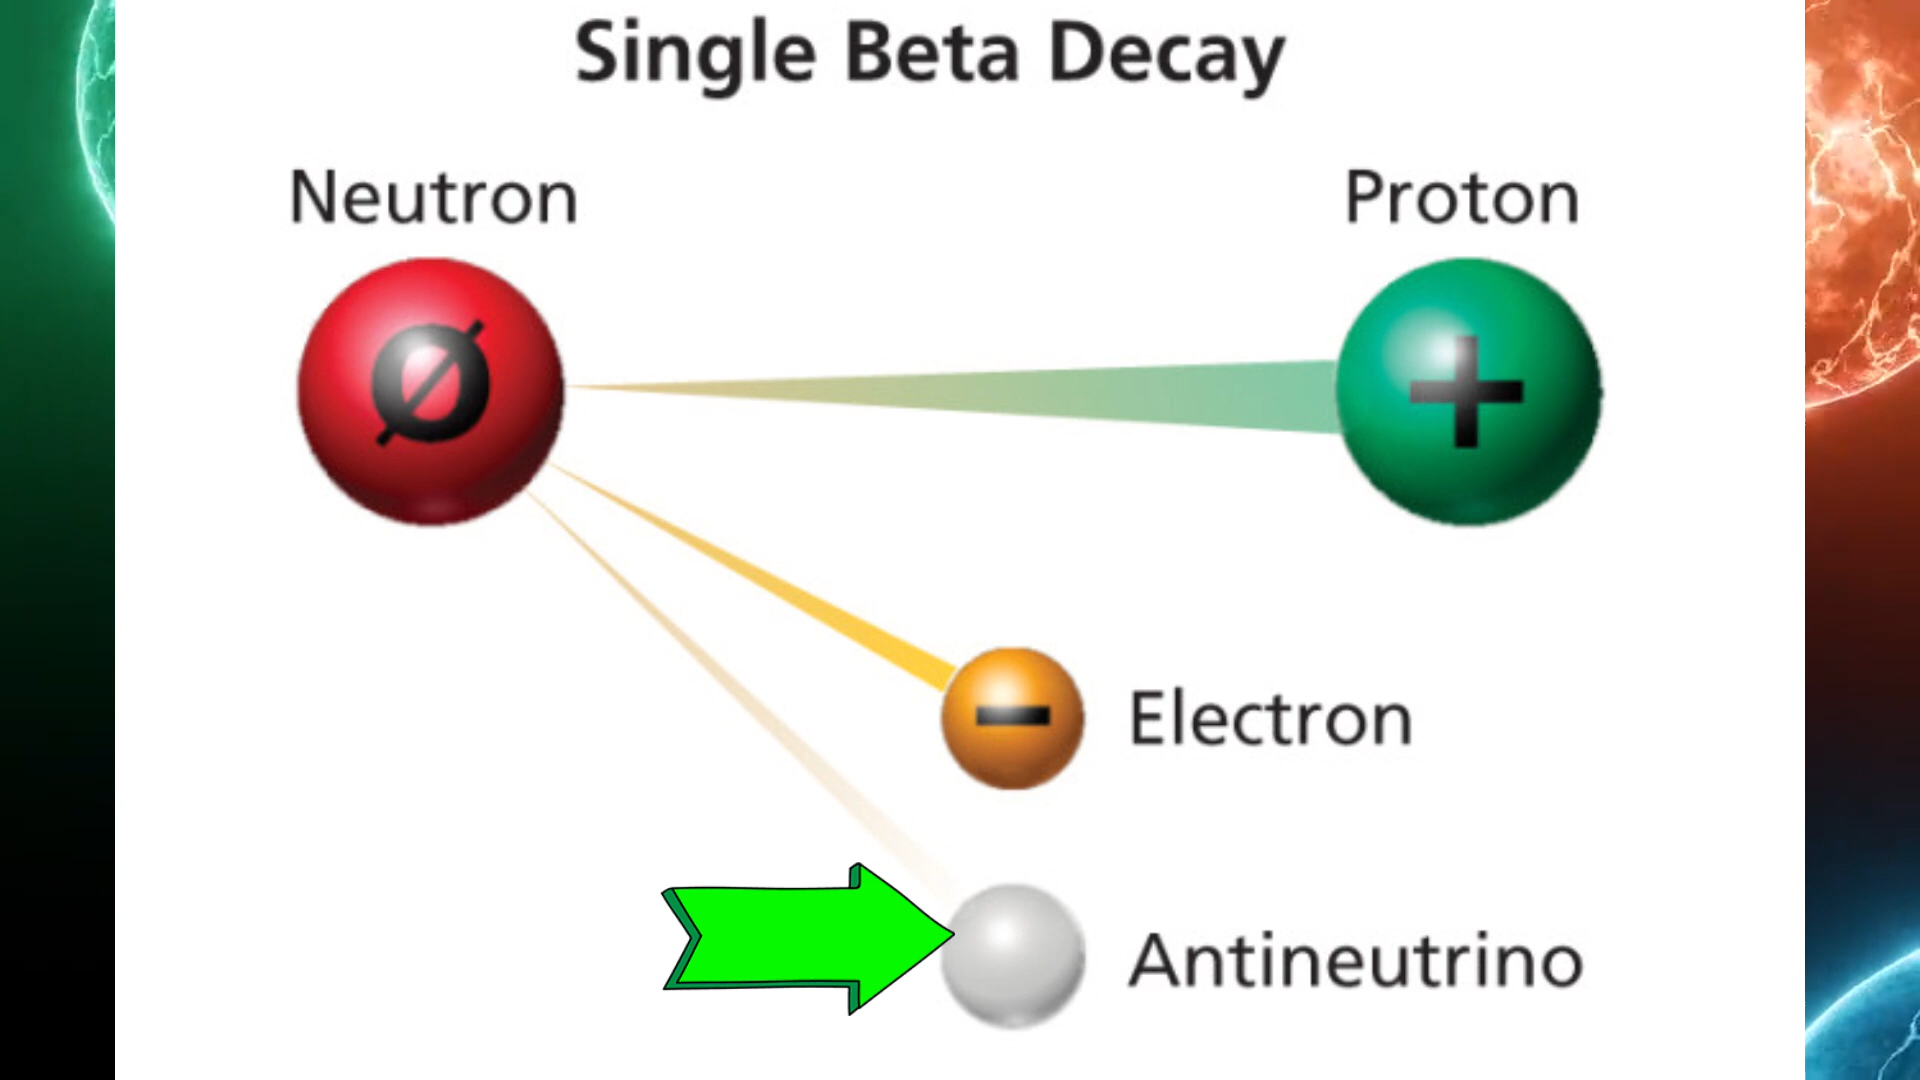 Single Beta Decay
Neutron
Proton
Ø
+
−
Electron
Antineutrino